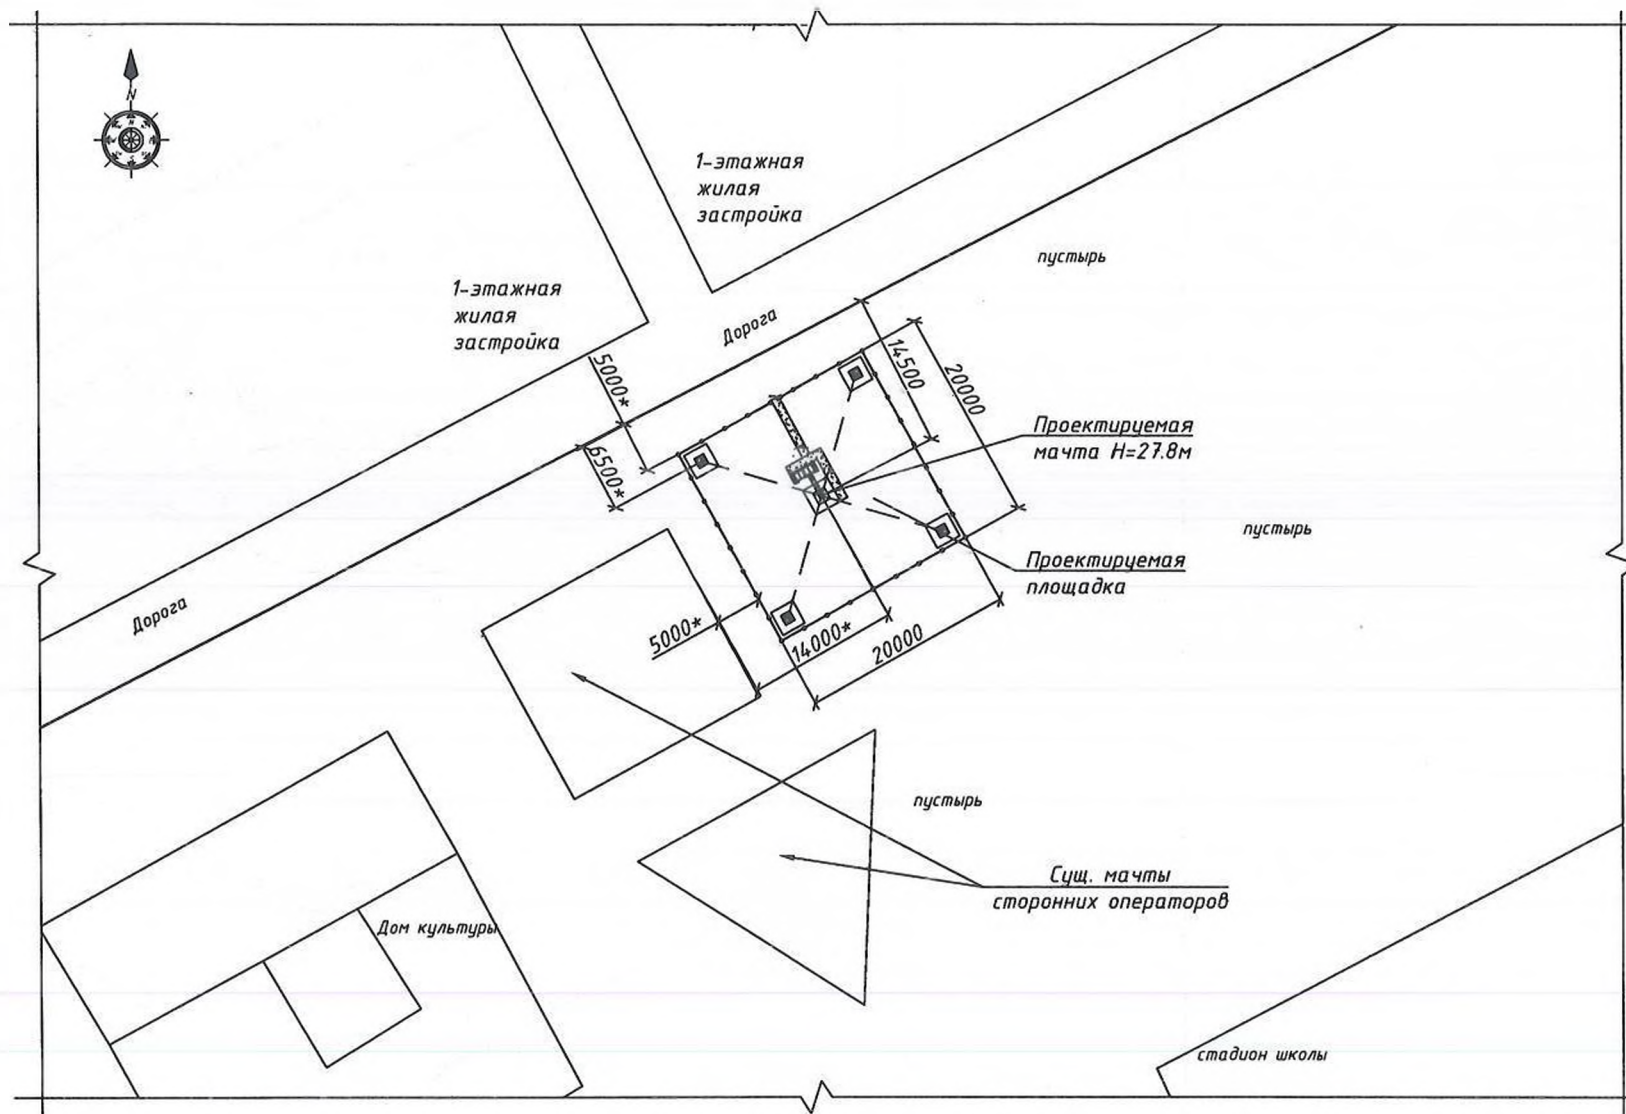 N
1-этажная
жилая
застройка
пустырь
1-этажная
жилая
застройка
Дорога
5000*
14500
20000
Проектируемая
мачта H=27.8м
6500*
пустырь
Проектируемая
площадка
Дорога
5000*
14000*
20000
пустырь
Сущ. мачты
сторонних операторов
Дом культуры
стадион школы